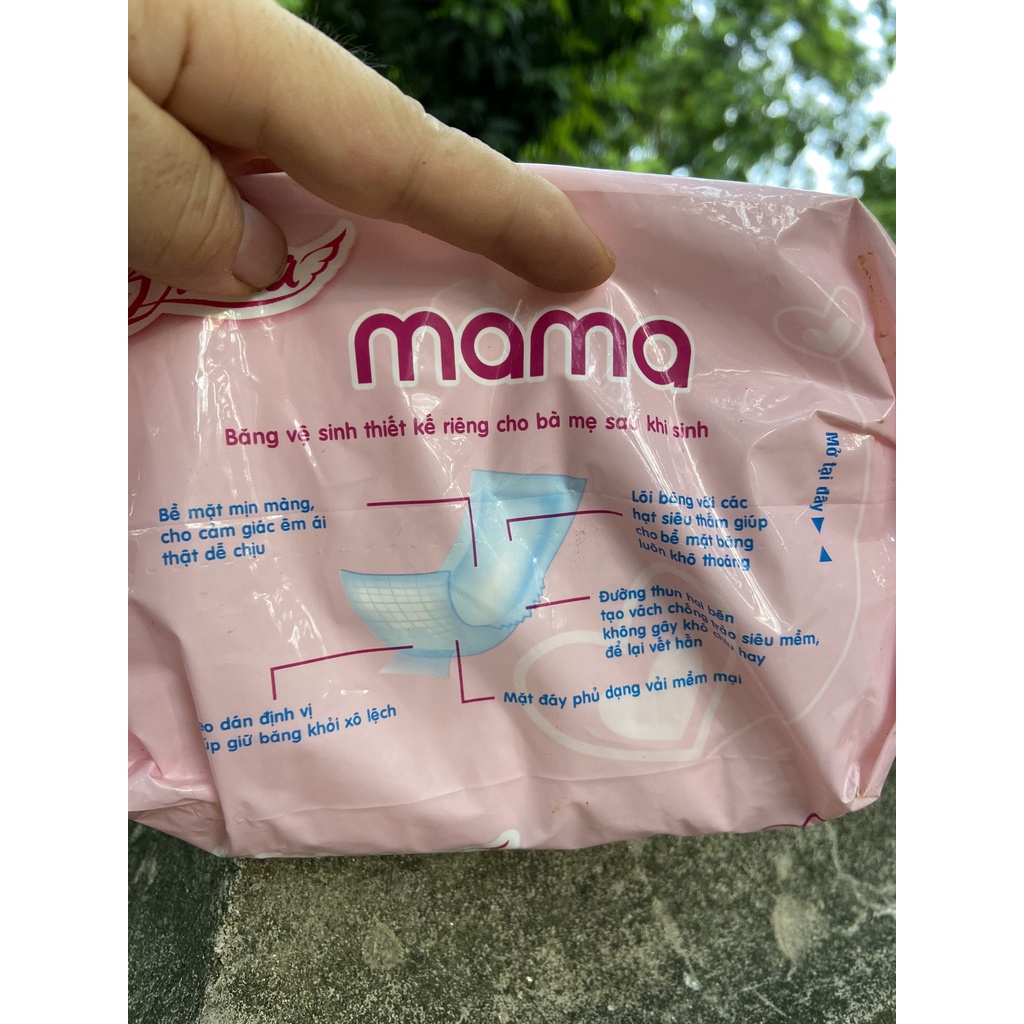 mama
Băng vệ sinh thiết kế riêng cho bà mẹ sau khi sinh
Mở tại đây
Bề mặt mịn màng,
cho cảm giác êm ái
thật dễ chịu
Lõi bông với các
hạt siêu thấm giúp
cho bề mặt băng
luôn khô thoáng
Đường thun hai bên
tạo vách chống trào siêu mềm,
không gây khó chịu hay
để lại vết hằn
Mặt đáy phủ dạng vải mềm mại
dán định vị
giữ băng khỏi xô lệch